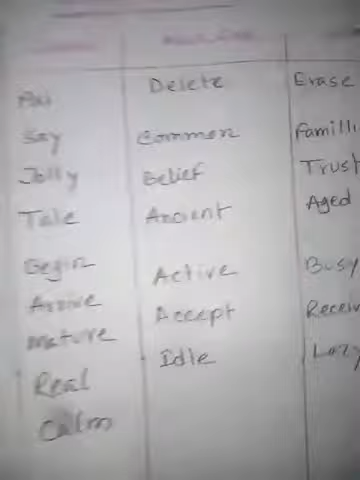 Delete Erase
Say Common Familli
Jolly Belief Trust
Tale Ancient Aged
Begin Active Busy
Arrive Accept Receiv
Mature Idle Lazy
Real
Calm